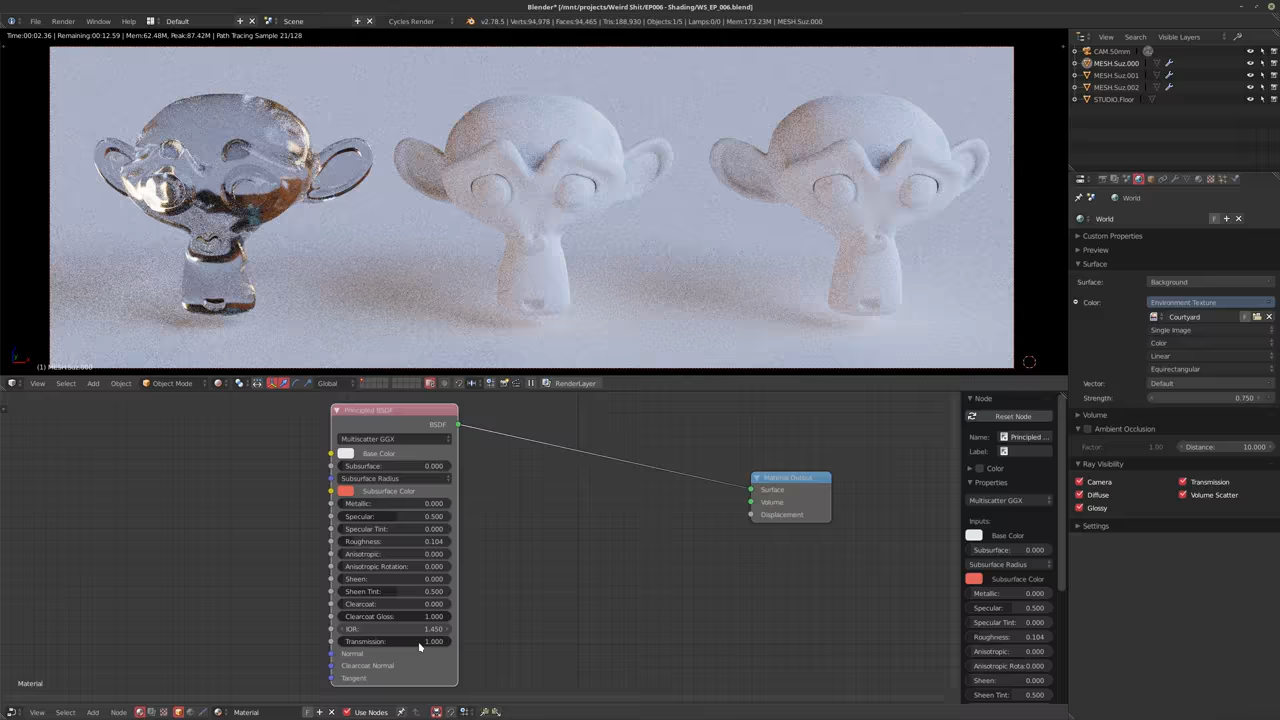 Blender* [/mnt/projects/Weird Shit/EP006 - Shading/WS_EP_006.blend]
File Render Window Help Default Scene Cycles Render v2.78.5 | Verts:94,978 | Faces:94,465 | Tris:188,930 | Objects:1/5 | Lamps:0/0 | Mem:173.23M | MESH.Suz.000
Time:00:02.36 | Remaining:00:12.59 | Mem:62.48M, Peak:87.42M | Path Tracing Sample 21/128
View Search Visible Layers
CAM.50mm
MESH.Suz.000
MESH.Suz.001
MESH.Suz.002
STUDIO.Floor
World
World F
Custom Properties
Preview
Surface
Surface: Background
Color: Environment Texture
Courtyard F
Single Image
Color
Linear
Equirectangular
Vector: Default
Strength: 0.750
Volume
Ambient Occlusion
Factor: 1.00 Distance: 10.000
Ray Visibility
Camera Transmission
Diffuse Volume Scatter
Glossy
Settings
(1) MESH.Suz.000
View Select Add Object Object Mode Global RenderLayer
Principled BSDF
BSDF
Multiscatter GGX
Base Color
Subsurface: 0.000
Subsurface Radius
Subsurface Color
Metallic: 0.000
Specular: 0.500
Specular Tint: 0.000
Roughness: 0.104
Anisotropic: 0.000
Anisotropic Rotation: 0.000
Sheen: 0.000
Sheen Tint: 0.500
Clearcoat: 0.000
Clearcoat Gloss: 1.000
IOR: 1.450
Transmission: 1.000
Normal
Clearcoat Normal
Tangent
Material Output
Surface
Volume
Displacement
Node
Reset Node
Name: Principled ...
Label:
Color
Properties
Multiscatter GGX
Inputs:
Base Color
Subsurface: 0.000
Subsurface Radius
Subsurface Color
Metallic: 0.000
Specular: 0.500
Specular Tint: 0.000
Roughness: 0.104
Anisotropic: 0.000
Anisotropic Rota: 0.000
Sheen: 0.000
Sheen Tint: 0.500
Material
View Select Add Node Material F Use Nodes